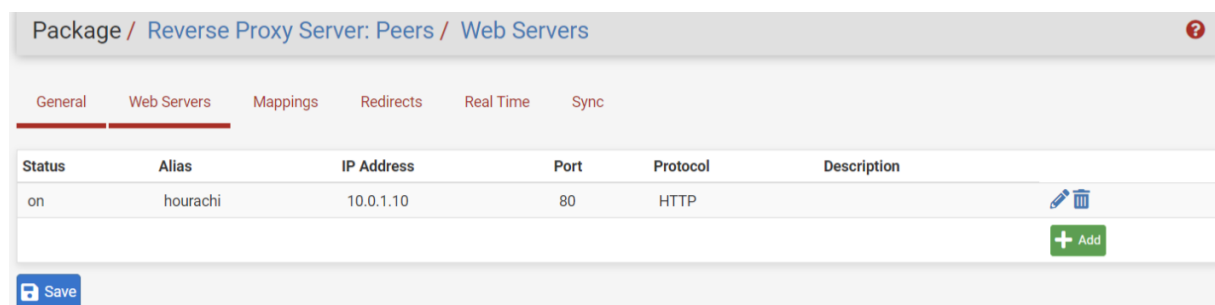 Package / Reverse Proxy Server: Peers / Web Servers
General Web Servers Mappings Redirects Real Time Sync
Status Alias IP Address Port Protocol Description
on hourachi 10.0.1.10 80 HTTP
Add
Save